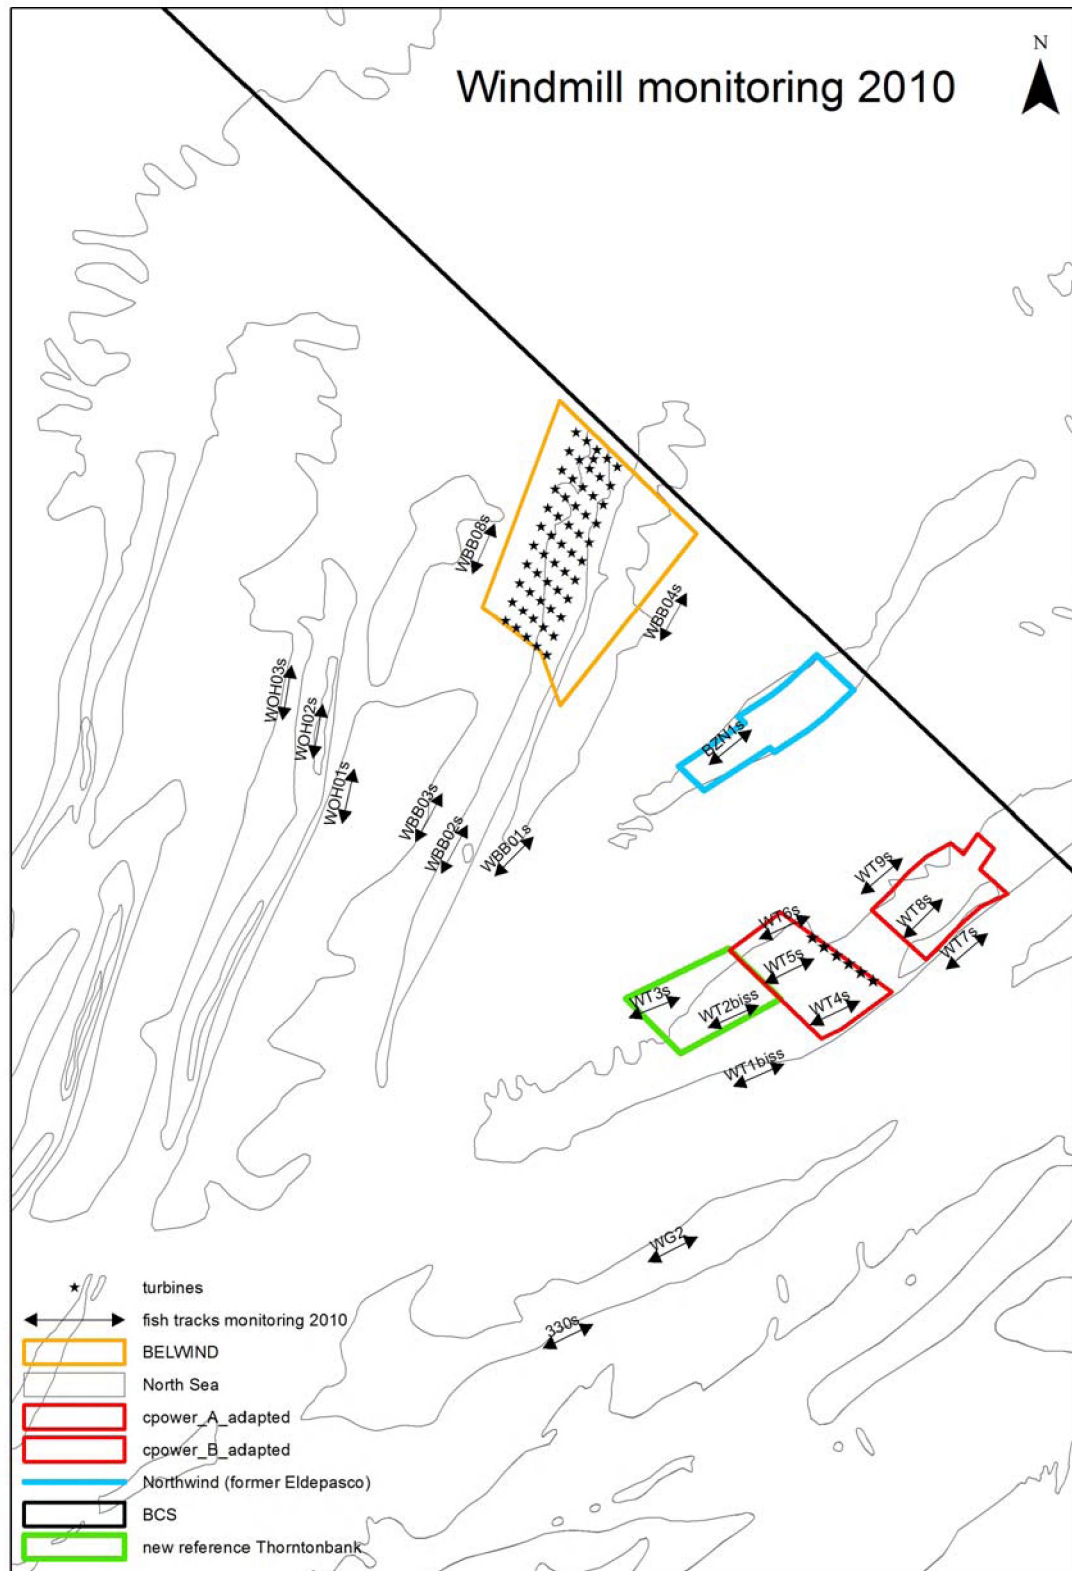 N
Windmill monitoring 2010
WBB08s
WBB04s
WOH03s
WOH02s
WOH01s
BZN1s
WBB03s
WBB02s
WBB01s
WT9s
WT8s
WT6s
WT7s
WT5s
WT3s
WT2biss
WT4s
WT1biss
WG2
330s
turbines
fish tracks monitoring 2010
BELWIND
North Sea
cpower_A_adapted
cpower_B_adapted
Northwind (former Eldepasco)
BCS
new reference Thorntonbank